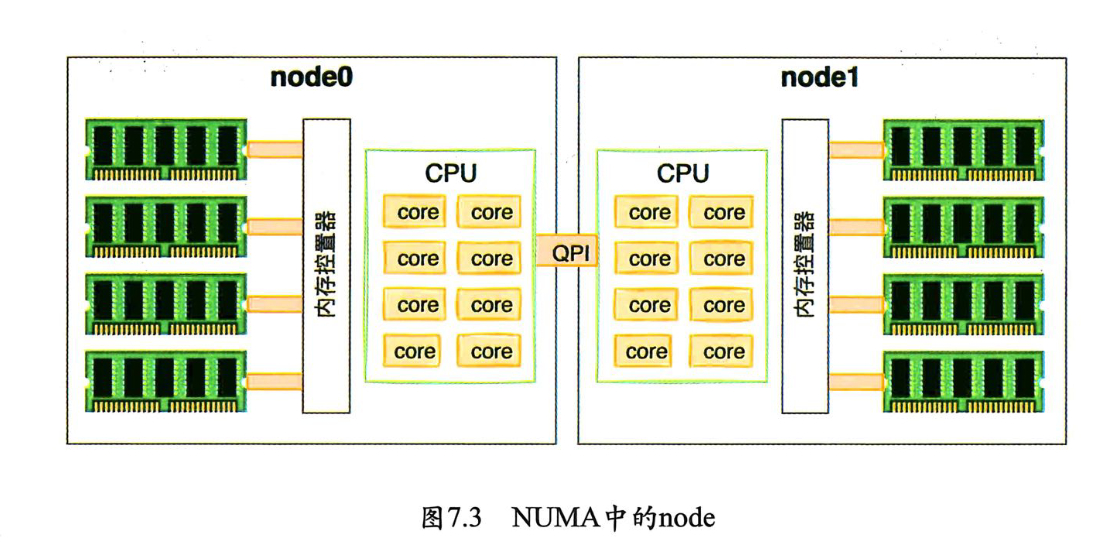 node0
node1
内存控置器
CPU
core core
core core
core core
core core
QPI
CPU
core core
core core
core core
core core
内存控置器
图7.3 NUMA中的node